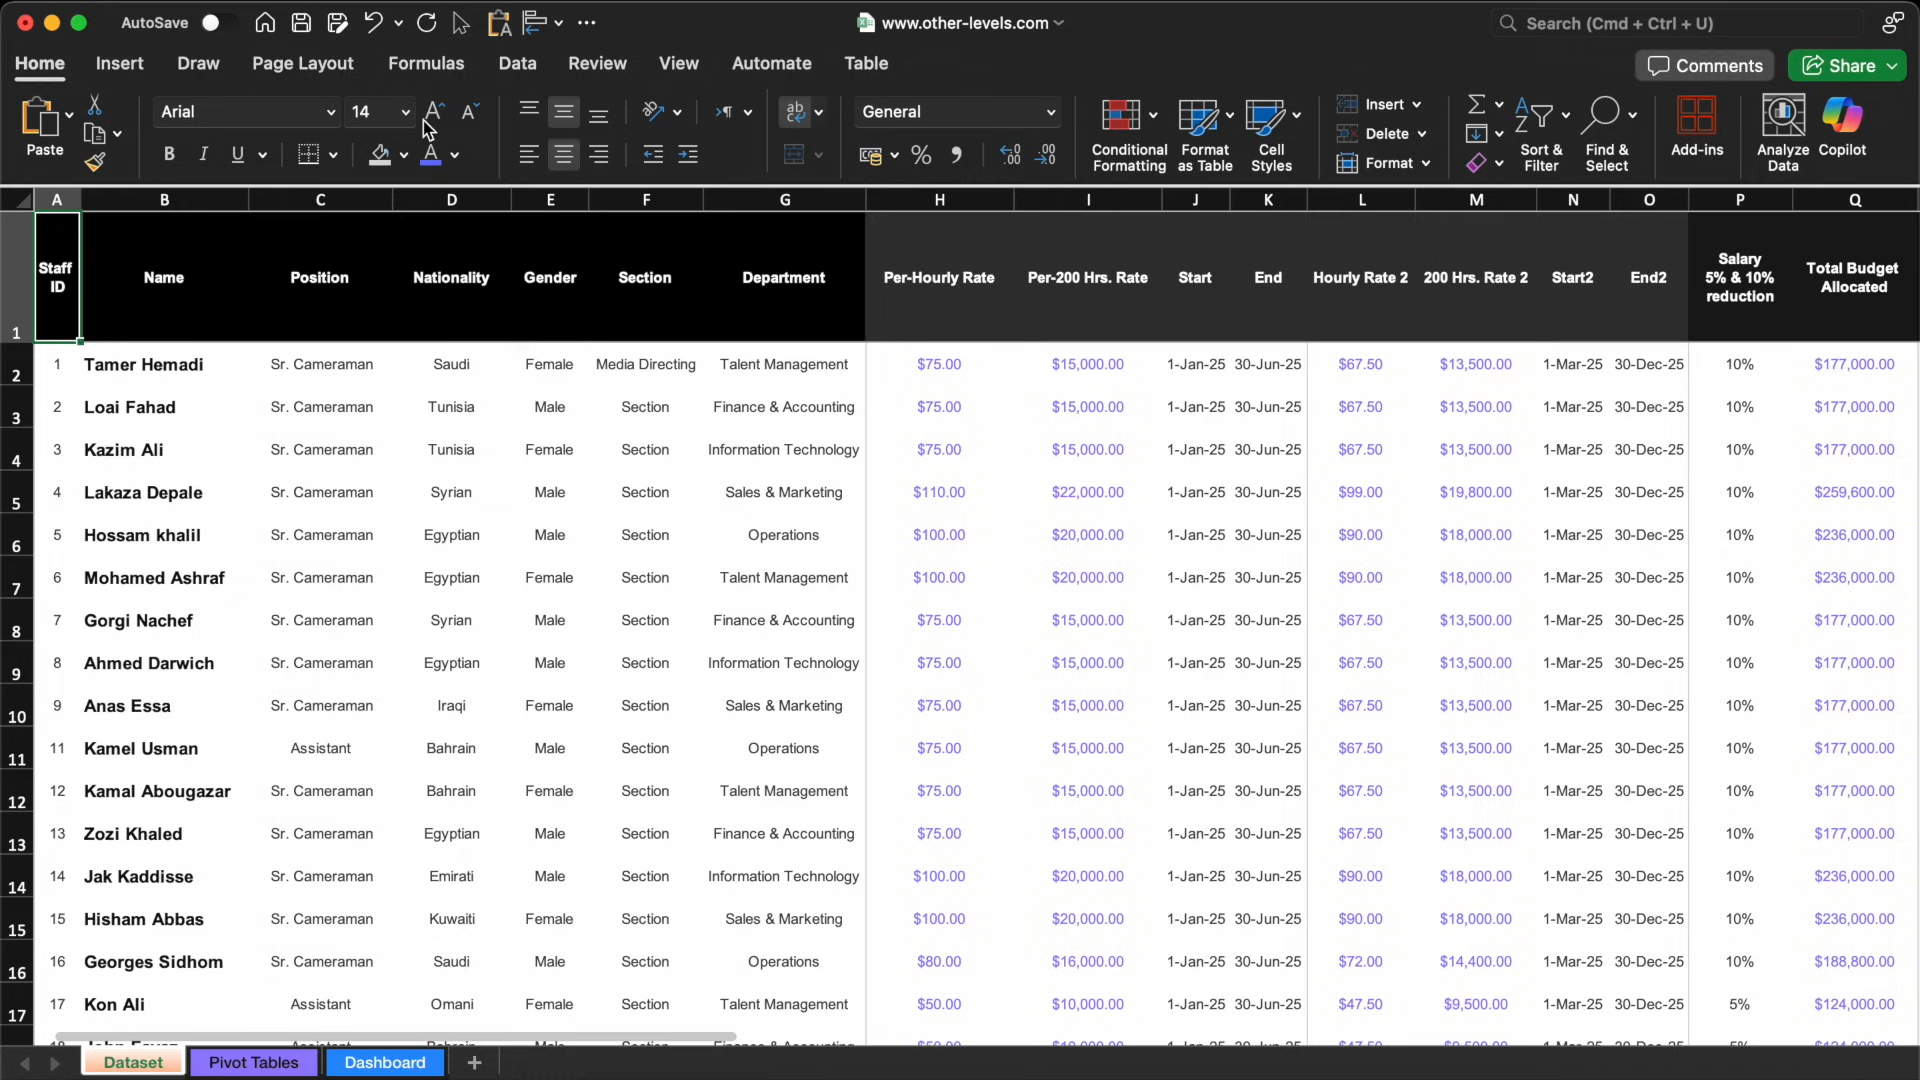 AutoSave
www.other-levels.com
Search (Cmd + Ctrl + U)
Home Insert Draw Page Layout Formulas Data Review View Automate Table
Comments Share
Paste
Arial 14
B I U
ab
General
Conditional Formatting
Format as Table
Cell Styles
Insert
Delete
Format
Sort & Filter
Find & Select
Add-ins
Analyze Data
Copilot
A B C D E F G H I J K L M N O P Q
1 Staff ID Name Position Nationality Gender Section Department Per-Hourly Rate Per-200 Hrs. Rate Start End Hourly Rate 2 200 Hrs. Rate 2 Start2 End2 Salary 5% & 10% reduction Total Budget Allocated
2 1 Tamer Hemadi Sr. Cameraman Saudi Female Media Directing Talent Management $75.00 $15,000.00 1-Jan-25 30-Jun-25 $67.50 $13,500.00 1-Mar-25 30-Dec-25 10% $177,000.00
3 2 Loai Fahad Sr. Cameraman Tunisia Male Section Finance & Accounting $75.00 $15,000.00 1-Jan-25 30-Jun-25 $67.50 $13,500.00 1-Mar-25 30-Dec-25 10% $177,000.00
4 3 Kazim Ali Sr. Cameraman Tunisia Female Section Information Technology $75.00 $15,000.00 1-Jan-25 30-Jun-25 $67.50 $13,500.00 1-Mar-25 30-Dec-25 10% $177,000.00
5 4 Lakaza Depale Sr. Cameraman Syrian Male Section Sales & Marketing $110.00 $22,000.00 1-Jan-25 30-Jun-25 $99.00 $19,800.00 1-Mar-25 30-Dec-25 10% $259,600.00
6 5 Hossam khalil Sr. Cameraman Egyptian Male Section Operations $100.00 $20,000.00 1-Jan-25 30-Jun-25 $90.00 $18,000.00 1-Mar-25 30-Dec-25 10% $236,000.00
7 6 Mohamed Ashraf Sr. Cameraman Egyptian Female Section Talent Management $100.00 $20,000.00 1-Jan-25 30-Jun-25 $90.00 $18,000.00 1-Mar-25 30-Dec-25 10% $236,000.00
8 7 Gorgi Nachef Sr. Cameraman Syrian Male Section Finance & Accounting $75.00 $15,000.00 1-Jan-25 30-Jun-25 $67.50 $13,500.00 1-Mar-25 30-Dec-25 10% $177,000.00
9 8 Ahmed Darwich Sr. Cameraman Egyptian Male Section Information Technology $75.00 $15,000.00 1-Jan-25 30-Jun-25 $67.50 $13,500.00 1-Mar-25 30-Dec-25 10% $177,000.00
10 9 Anas Essa Sr. Cameraman Iraqi Female Section Sales & Marketing $75.00 $15,000.00 1-Jan-25 30-Jun-25 $67.50 $13,500.00 1-Mar-25 30-Dec-25 10% $177,000.00
11 11 Kamel Usman Assistant Bahrain Male Section Operations $75.00 $15,000.00 1-Jan-25 30-Jun-25 $67.50 $13,500.00 1-Mar-25 30-Dec-25 10% $177,000.00
12 12 Kamal Abougazar Sr. Cameraman Bahrain Female Section Talent Management $75.00 $15,000.00 1-Jan-25 30-Jun-25 $67.50 $13,500.00 1-Mar-25 30-Dec-25 10% $177,000.00
13 13 Zozi Khaled Sr. Cameraman Egyptian Male Section Finance & Accounting $75.00 $15,000.00 1-Jan-25 30-Jun-25 $67.50 $13,500.00 1-Mar-25 30-Dec-25 10% $177,000.00
14 14 Jak Kaddisse Sr. Cameraman Emirati Male Section Information Technology $100.00 $20,000.00 1-Jan-25 30-Jun-25 $90.00 $18,000.00 1-Mar-25 30-Dec-25 10% $236,000.00
15 15 Hisham Abbas Sr. Cameraman Kuwaiti Female Section Sales & Marketing $100.00 $20,000.00 1-Jan-25 30-Jun-25 $90.00 $18,000.00 1-Mar-25 30-Dec-25 10% $236,000.00
16 16 Georges Sidhom Sr. Cameraman Saudi Male Section Operations $80.00 $16,000.00 1-Jan-25 30-Jun-25 $72.00 $14,400.00 1-Mar-25 30-Dec-25 10% $188,800.00
17 17 Kon Ali Assistant Omani Female Section Talent Management $50.00 $10,000.00 1-Jan-25 30-Jun-25 $47.50 $9,500.00 1-Mar-25 30-Dec-25 5% $124,000.00
Dataset Pivot Tables Dashboard